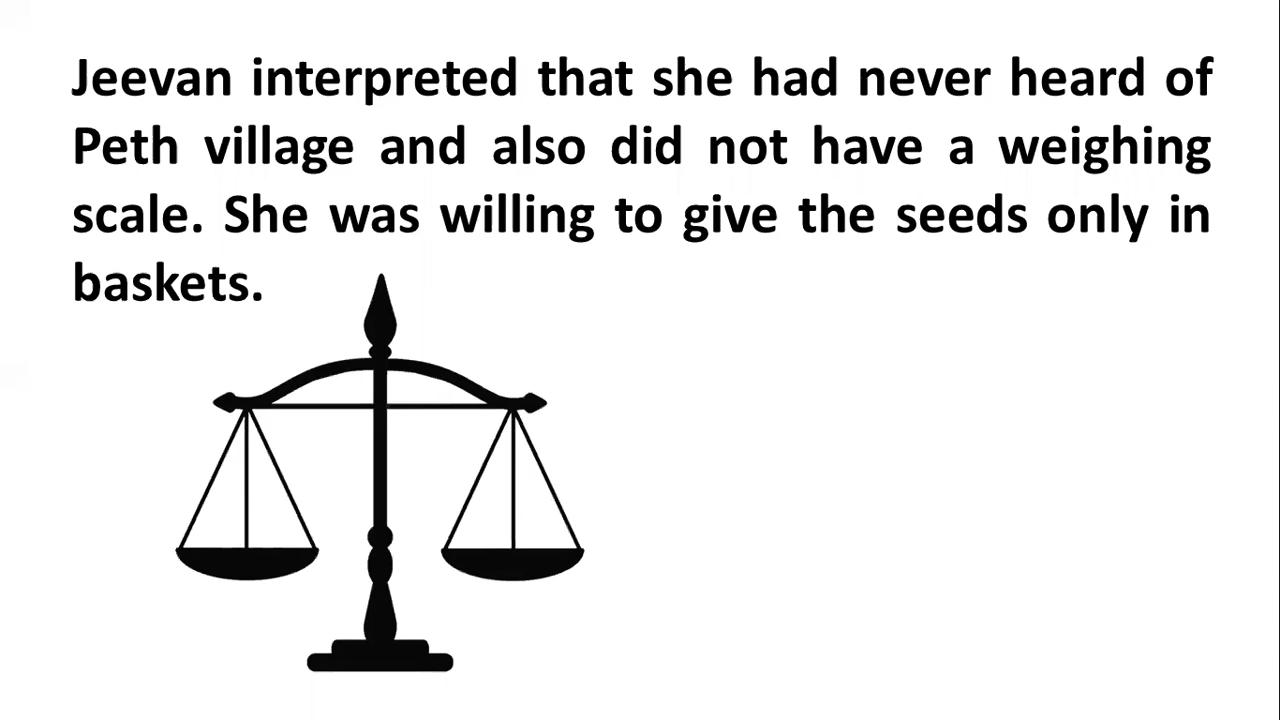 Jeevan interpreted that she had never heard of
Peth village and also did not have a weighing
scale. She was willing to give the seeds only in
baskets.